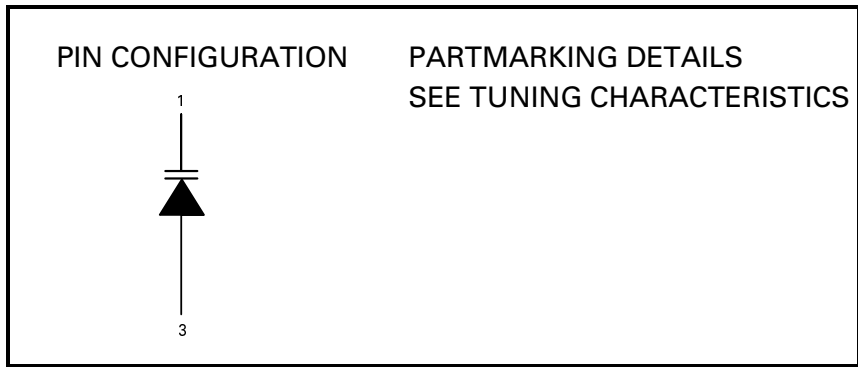 PIN CONFIGURATION
1
3
PARTMARKING DETAILS
SEE TUNING CHARACTERISTICS